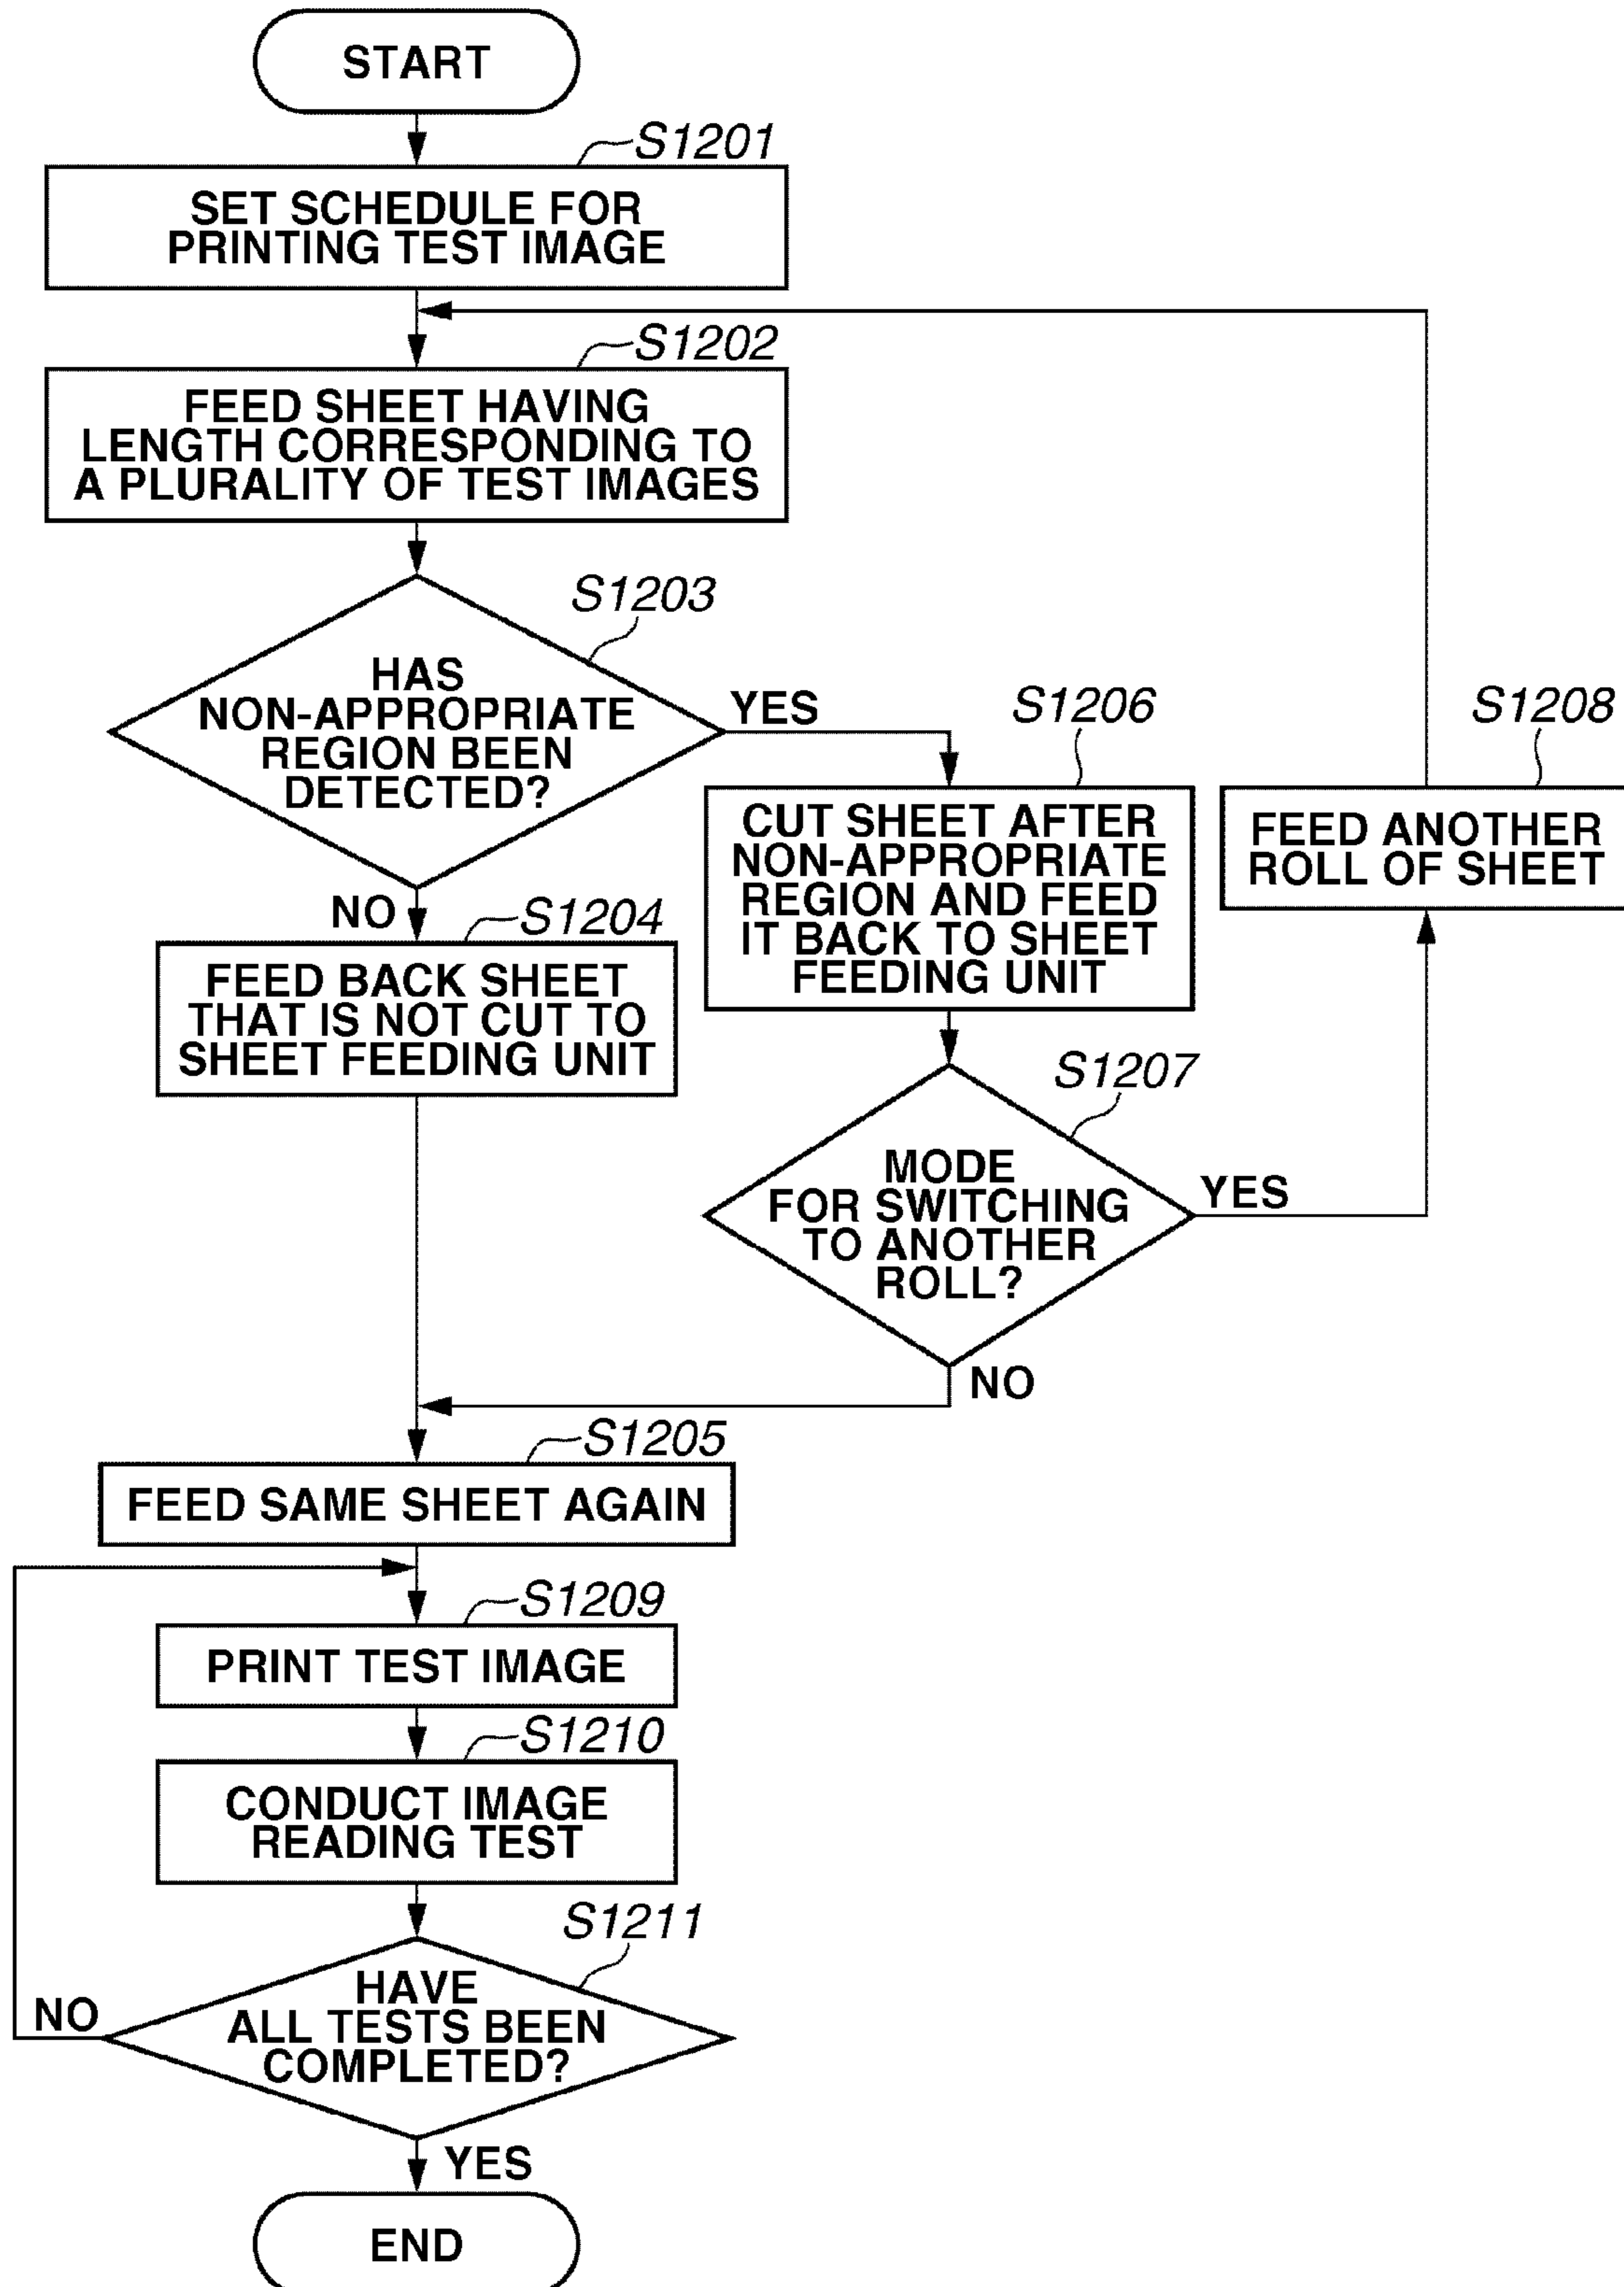 START
S1201
SET SCHEDULE FOR
PRINTING TEST IMAGE
S1202
FEED SHEET HAVING
LENGTH CORRESPONDING TO
A PLURALITY OF TEST IMAGES
S1203
HAS
NON-APPROPRIATE
REGION BEEN
DETECTED?
YES
NO
S1204
FEED BACK SHEET
THAT IS NOT CUT TO
SHEET FEEDING UNIT
S1206
CUT SHEET AFTER
NON-APPROPRIATE
REGION AND FEED
IT BACK TO SHEET
FEEDING UNIT
S1208
FEED ANOTHER
ROLL OF SHEET
S1207
MODE
FOR SWITCHING
TO ANOTHER
ROLL?
YES
NO
S1205
FEED SAME SHEET AGAIN
S1209
PRINT TEST IMAGE
S1210
CONDUCT IMAGE
READING TEST
S1211
HAVE
ALL TESTS BEEN
COMPLETED?
NO
YES
END